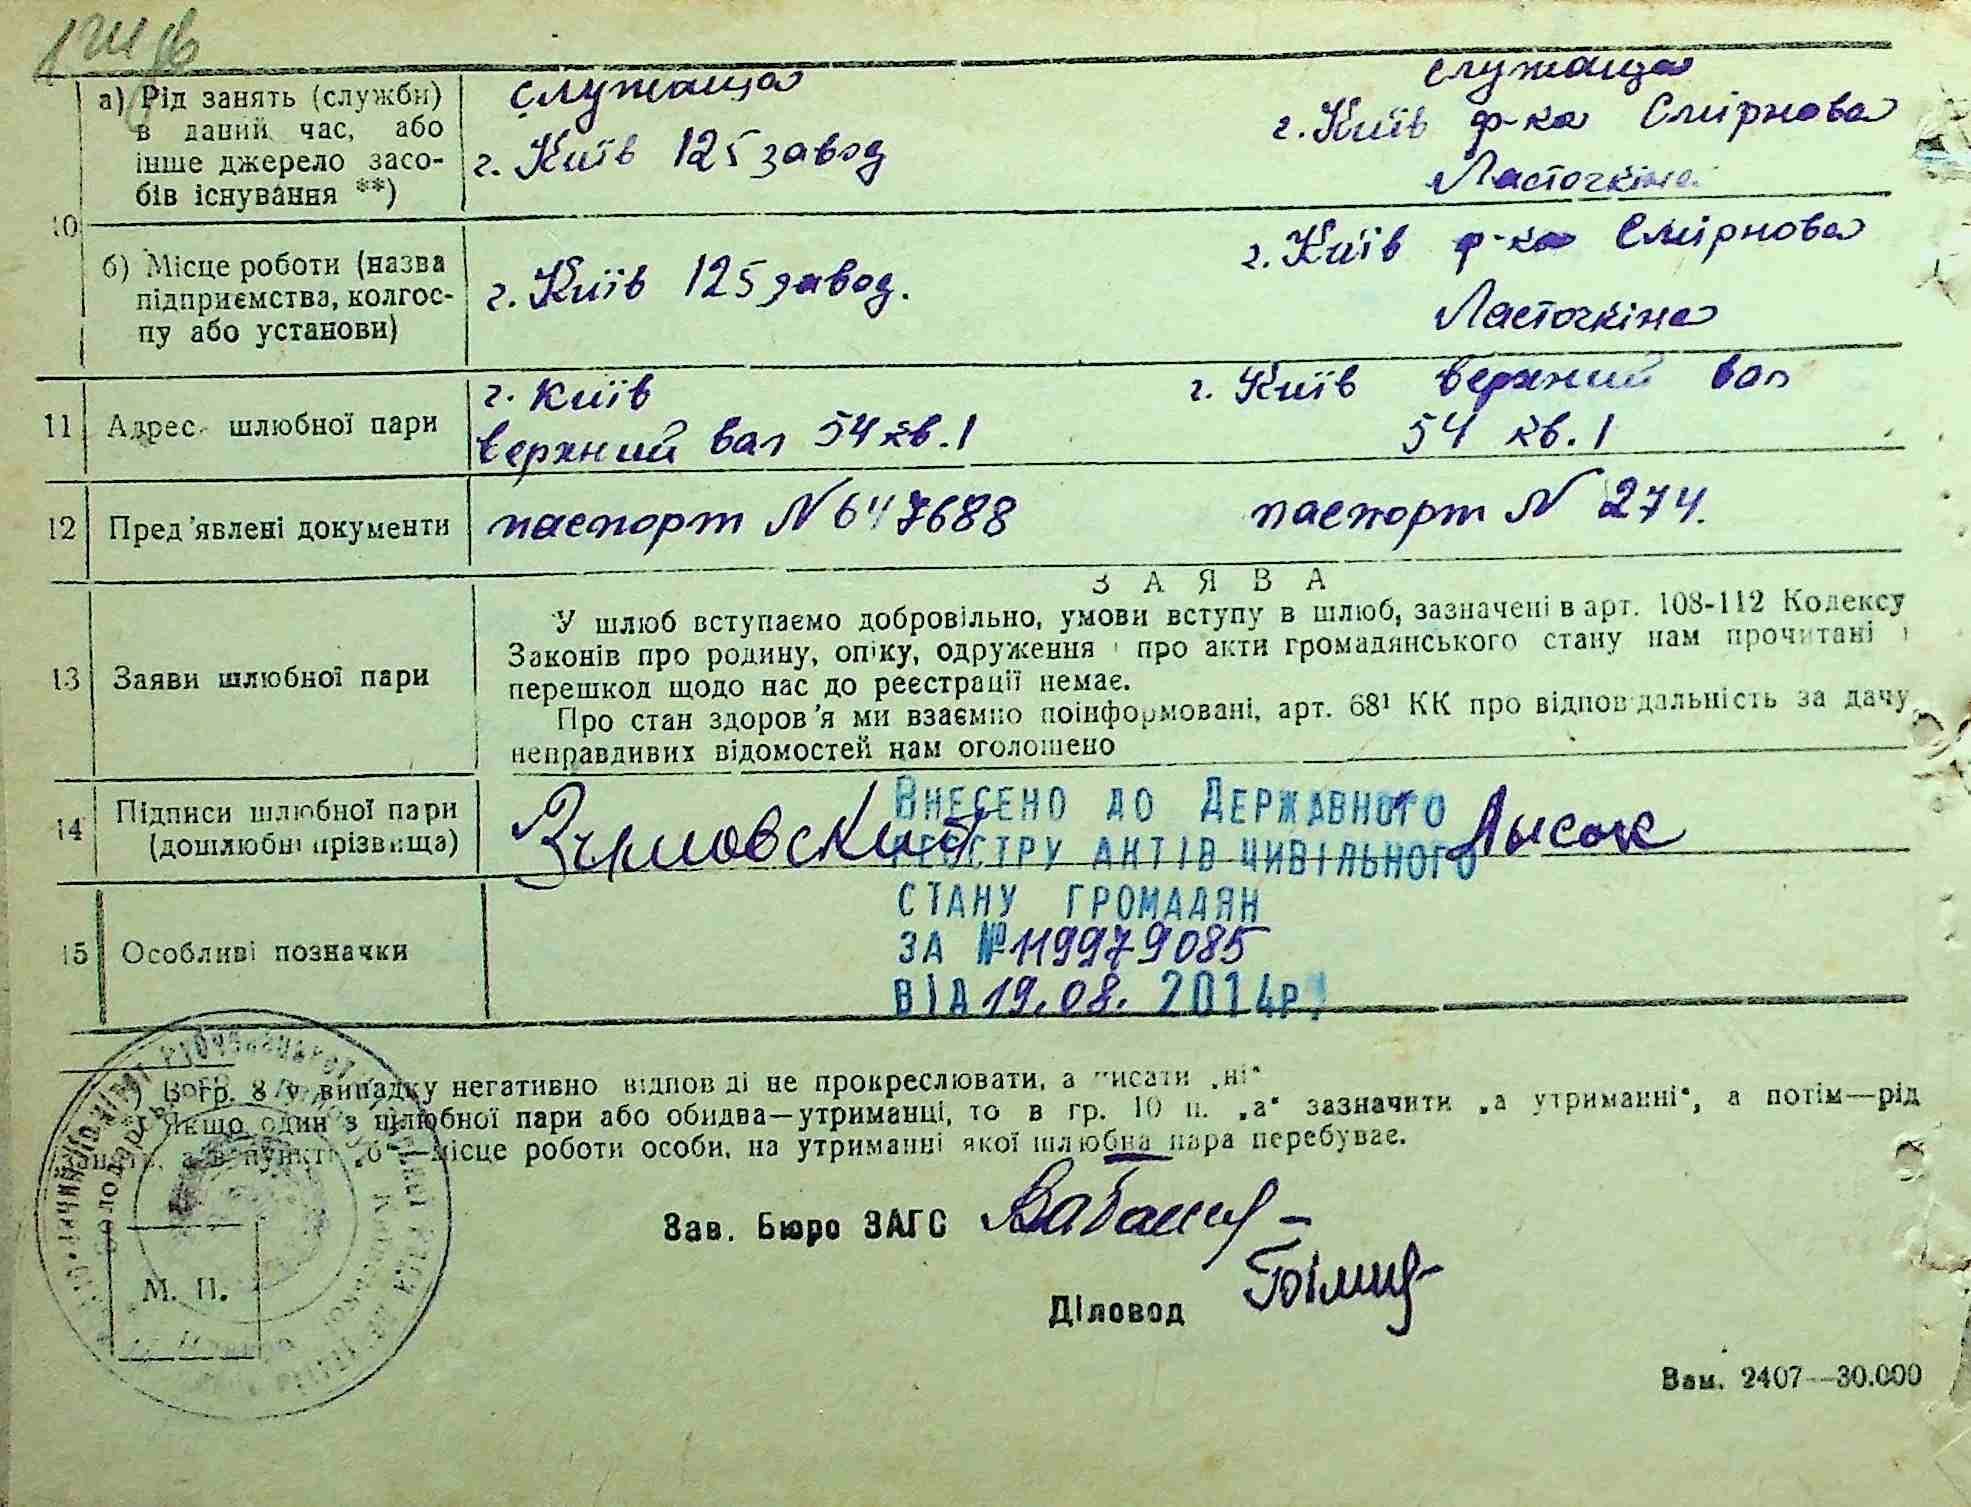 а) Рід занять (служби) в даний час, або інше джерело засобів існування **)
служаща
г. Київ 125 завод
служаща
г. Київ ф-ка Смірнова
Ласточкіна
10
б) Місце роботи (назва підприємства, колгоспу або установи)
г. Київ 125 завод.
г. Київ ф-ка Смірнова
Ласточкіна
11 Адрес шлюбної пари
г. Київ
верхний вал 54 кв. 1
г. Київ верхний вал
54 кв. 1
12 Пред'явлені документи
паспорт N 647688
паспорт N 274.
13 Заяви шлюбної пари
ЗАЯВА
У шлюб вступаємо добровільно, умови вступу в шлюб, зазначені в арт. 108-112 Кодексу
Законів про родину, опіку, одруження і про акти громадянського стану нам прочитані і
перешкод щодо нас до реєстрації немає.
Про стан здоров'я ми взаємно поінформовані, арт. 68¹ КК про відповідальність за дачу
неправдивих відомостей нам оголошено
14 Підписи шлюбної пари
(дошлюбні прізвища)
Лысак
ВНЕСЕНО ДО ДЕРЖАВНОГО
РЕЄСТРУ АКТІВ ЦИВІЛЬНОГО
СТАНУ ГРОМАДЯН
ЗА №119979085
ВІД 19.08. 2014р.
15 Особливі позначки
В гр. 8 у випадку негативно відповіді не прокреслювати, а писати „ні“
Якщо один з шлюбної пари або обидва—утриманці, то в гр. 10 п. „а“ зазначити „а утриманні“, а потім—рід
занять, а в пункті „б“—місце роботи особи, на утриманні якої шлюбна пара перебуває.
Зав. Бюро ЗАГС
Діловод
М. П.
Зам. 2407—30.000